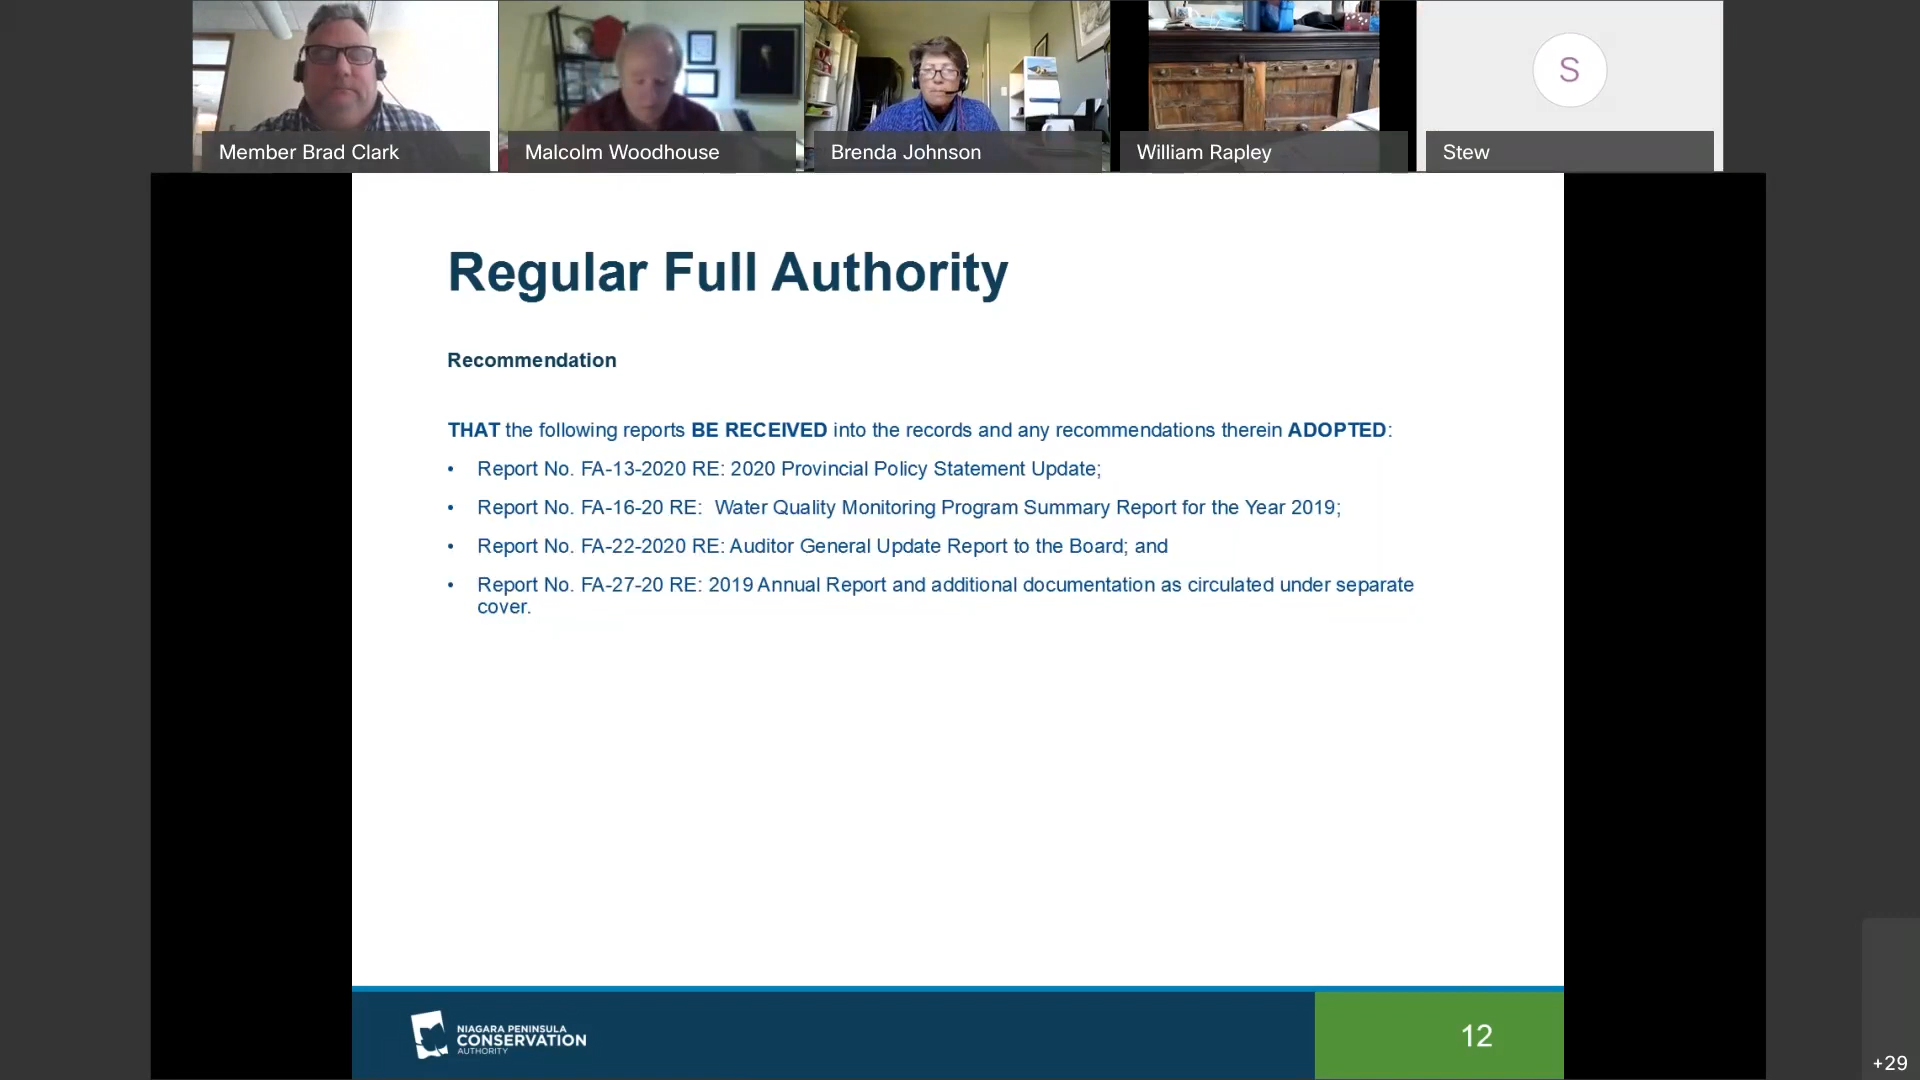 Member Brad Clark
Malcolm Woodhouse
Brenda Johnson
William Rapley
S
Stew
Regular Full Authority
Recommendation
THAT the following reports BE RECEIVED into the records and any recommendations therein ADOPTED:
• Report No. FA-13-2020 RE: 2020 Provincial Policy Statement Update;
• Report No. FA-16-20 RE:  Water Quality Monitoring Program Summary Report for the Year 2019;
• Report No. FA-22-2020 RE: Auditor General Update Report to the Board; and
• Report No. FA-27-20 RE: 2019 Annual Report and additional documentation as circulated under separate
cover.
NIAGARA PENINSULA
CONSERVATION
AUTHORITY
12
+29